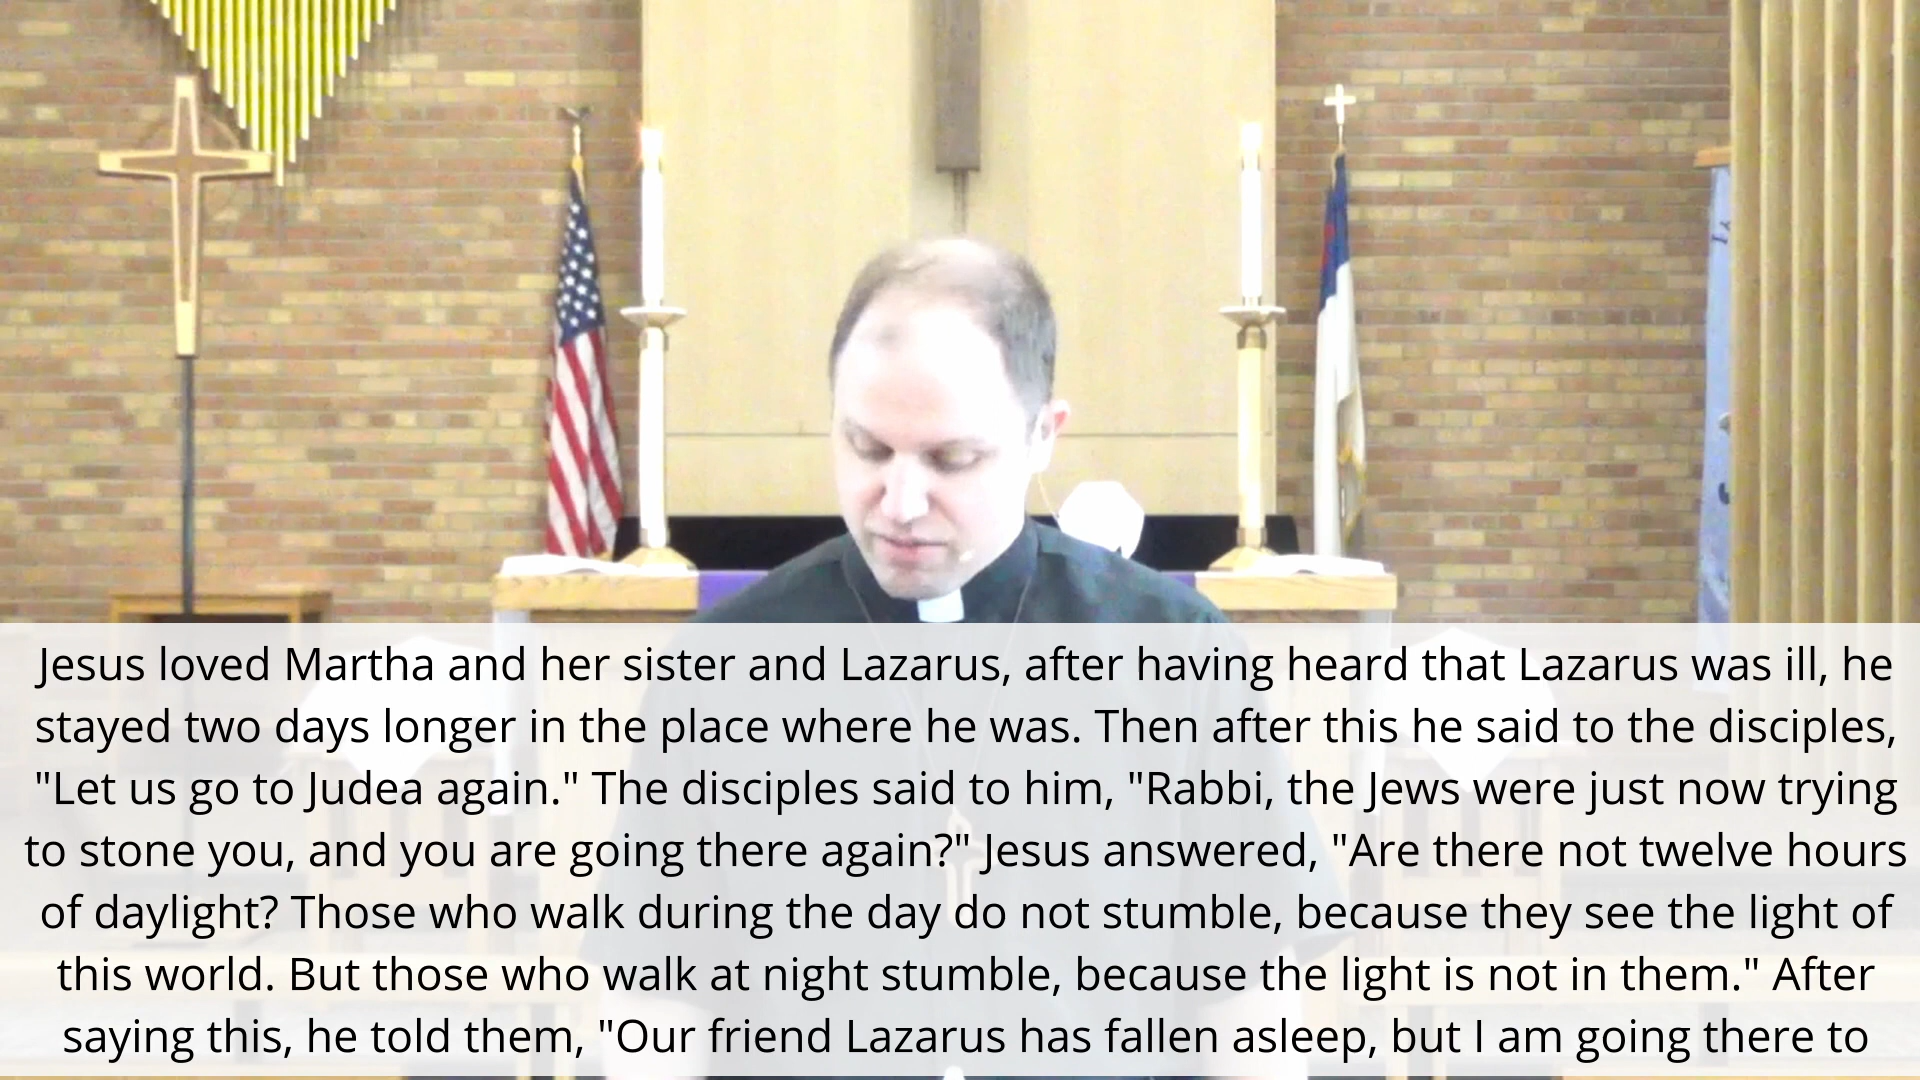 Jesus loved Martha and her sister and Lazarus, after having heard that Lazarus was ill, he
stayed two days longer in the place where he was. Then after this he said to the disciples,
"Let us go to Judea again." The disciples said to him, "Rabbi, the Jews were just now trying
to stone you, and you are going there again?" Jesus answered, "Are there not twelve hours
of daylight? Those who walk during the day do not stumble, because they see the light of
this world. But those who walk at night stumble, because the light is not in them." After
saying this, he told them, "Our friend Lazarus has fallen asleep, but I am going there to